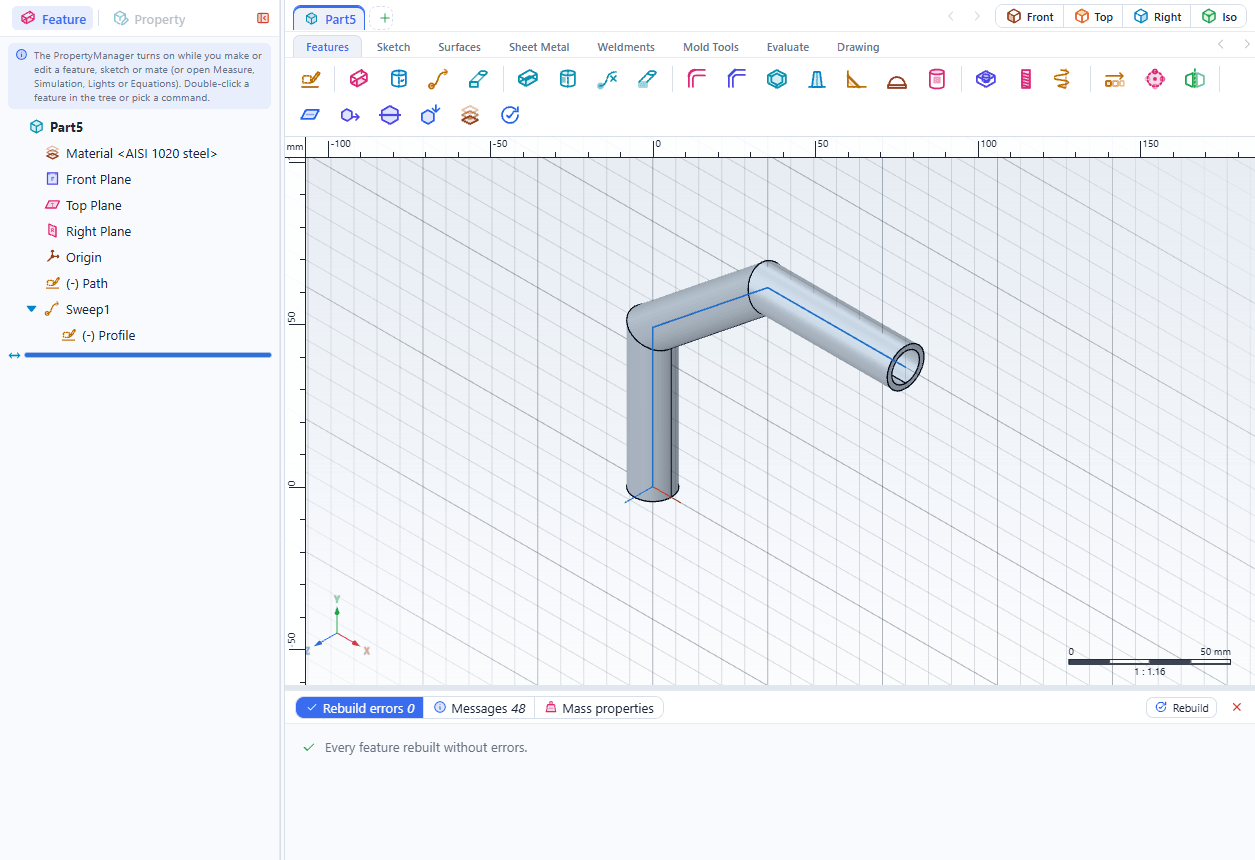 Feature
Property
The PropertyManager turns on while you make or
edit a feature, sketch or mate (or open Measure,
Simulation, Lights or Equations). Double-click a
feature in the tree or pick a command.
Part5
Material <AISI 1020 steel>
Front Plane
Top Plane
Right Plane
Origin
(-) Path
Sweep1
(-) Profile
Part5
Front
Top
Right
Iso
Features
Sketch
Surfaces
Sheet Metal
Weldments
Mold Tools
Evaluate
Drawing
mm
-100
-50
0
50
100
150
50
0
-50
Y
Z
X
0
50 mm
1 : 1.16
Rebuild errors 0
Messages 48
Mass properties
Rebuild
Every feature rebuilt without errors.